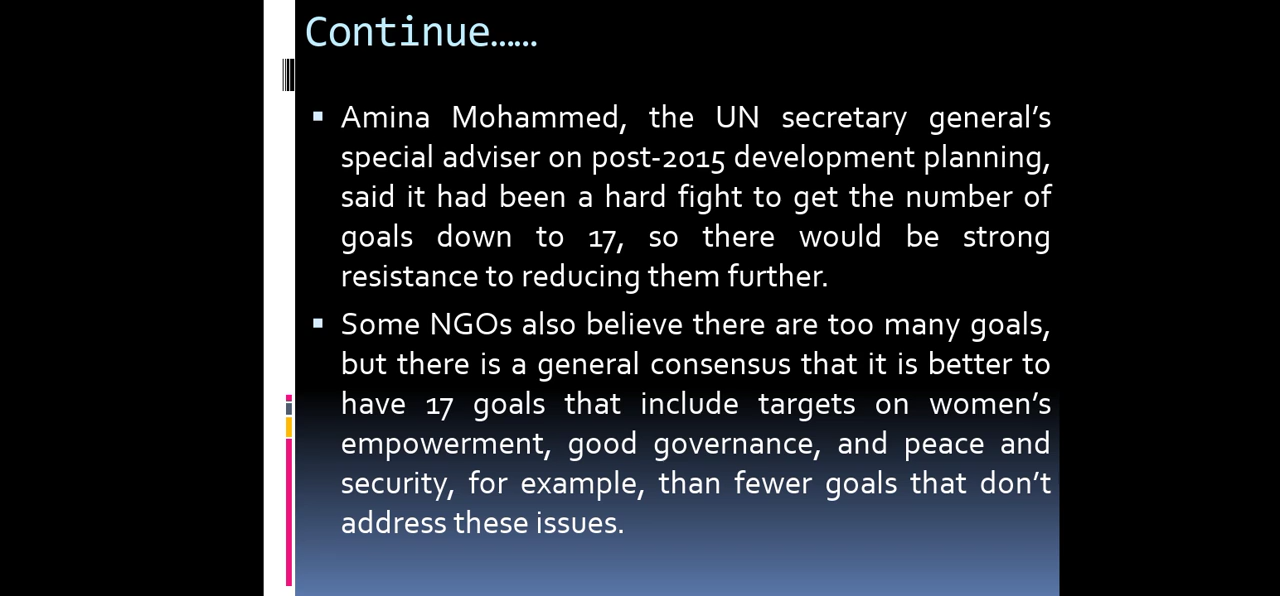 Continue......
Amina Mohammed, the UN secretary general’s
special adviser on post-2015 development planning,
said it had been a hard fight to get the number of
goals down to 17, so there would be strong
resistance to reducing them further.
Some NGOs also believe there are too many goals,
but there is a general consensus that it is better to
have 17 goals that include targets on women’s
empowerment, good governance, and peace and
security, for example, than fewer goals that don’t
address these issues.